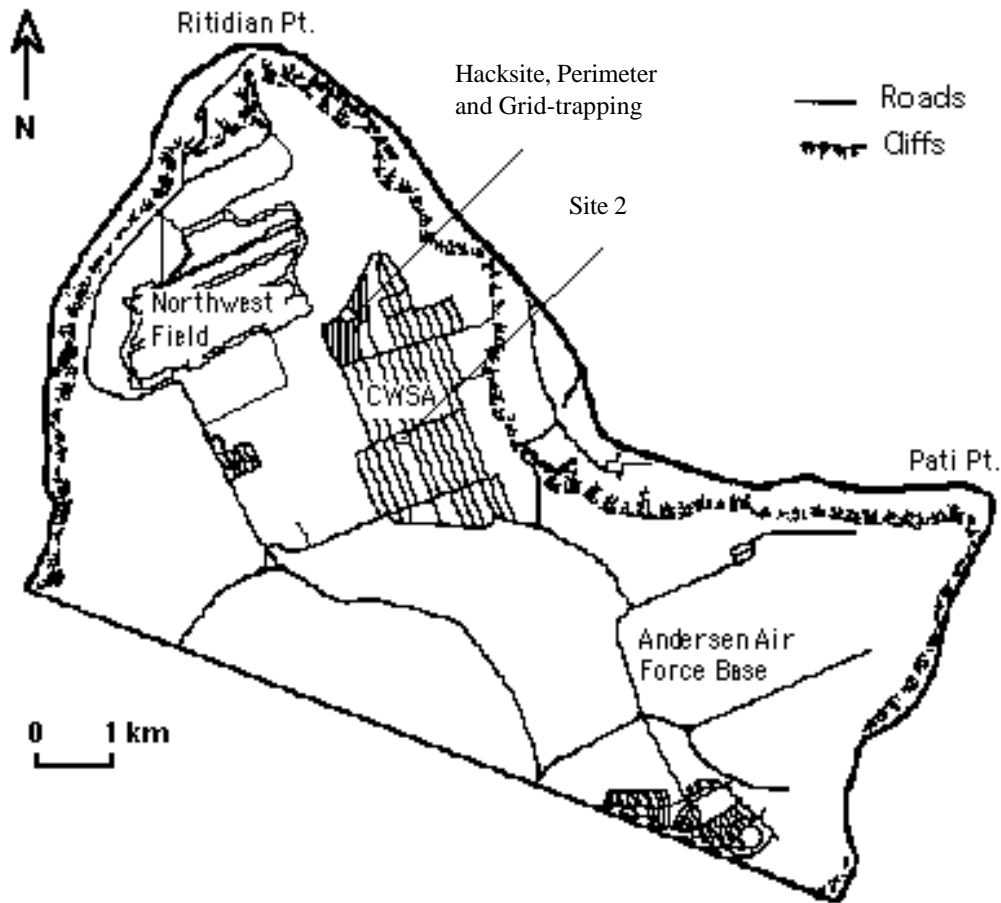 Ritidian Pt.
Hacksite, Perimeter
and Grid-trapping
Roads
Cliffs
N
Site 2
Northwest
Field
CWSA
Pati Pt.
Andersen Air
Force Base
0 1 km